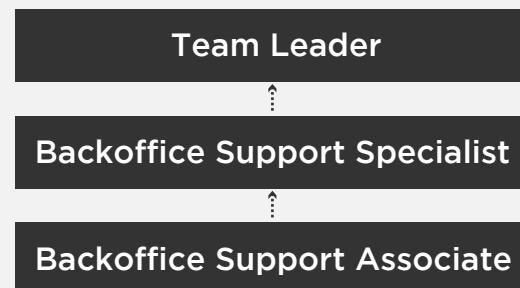 Team Leader
Backoffice Support Specialist
Backoffice Support Associate